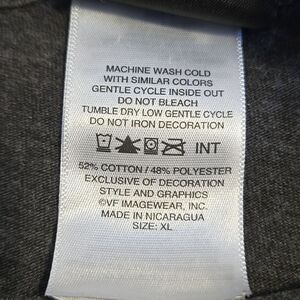 MACHINE WASH COLD
WITH SIMILAR COLORS
GENTLE CYCLE INSIDE OUT
DO NOT BLEACH
TUMBLE DRY LOW GENTLE CYCLE
DO NOT IRON DECORATION
INT
52% COTTON / 48% POLYESTER
EXCLUSIVE OF DECORATION
STYLE AND GRAPHICS
©VF IMAGEWEAR, INC.
MADE IN NICARAGUA
SIZE: XL